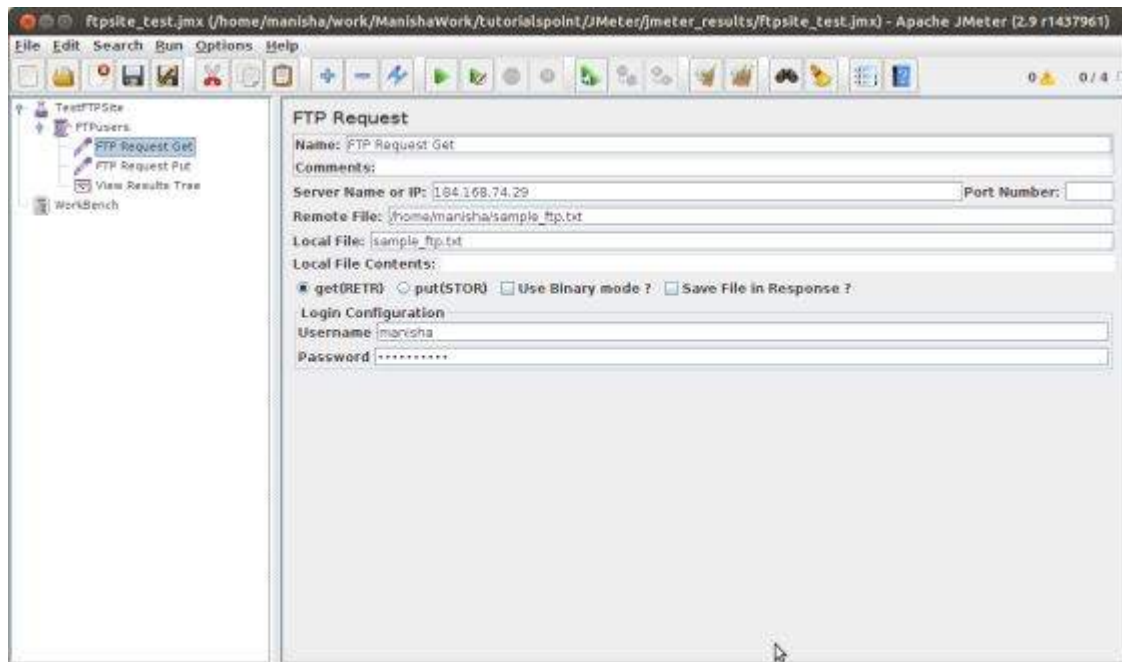 ftpsite_test.jmx (/home/manisha/work/ManishaWork/tutorialspoint/JMeter/jmeter_results/ftpsite_test.jmx) - Apache JMeter (2.9 r1437961)
File Edit Search Run Options Help
0 0 / 4
TestFTPSite
FTPusers
FTP Request Get
FTP Request Put
View Results Tree
WorkBench
FTP Request
Name: FTP Request Get
Comments:
Server Name or IP: 184.168.74.29 Port Number:
Remote File: /home/manisha/sample_ftp.txt
Local File: sample_ftp.txt
Local File Contents:
get(RETR) put(STOR) Use Binary mode ? Save File in Response ?
Login Configuration
Username manisha
Password ••••••••••